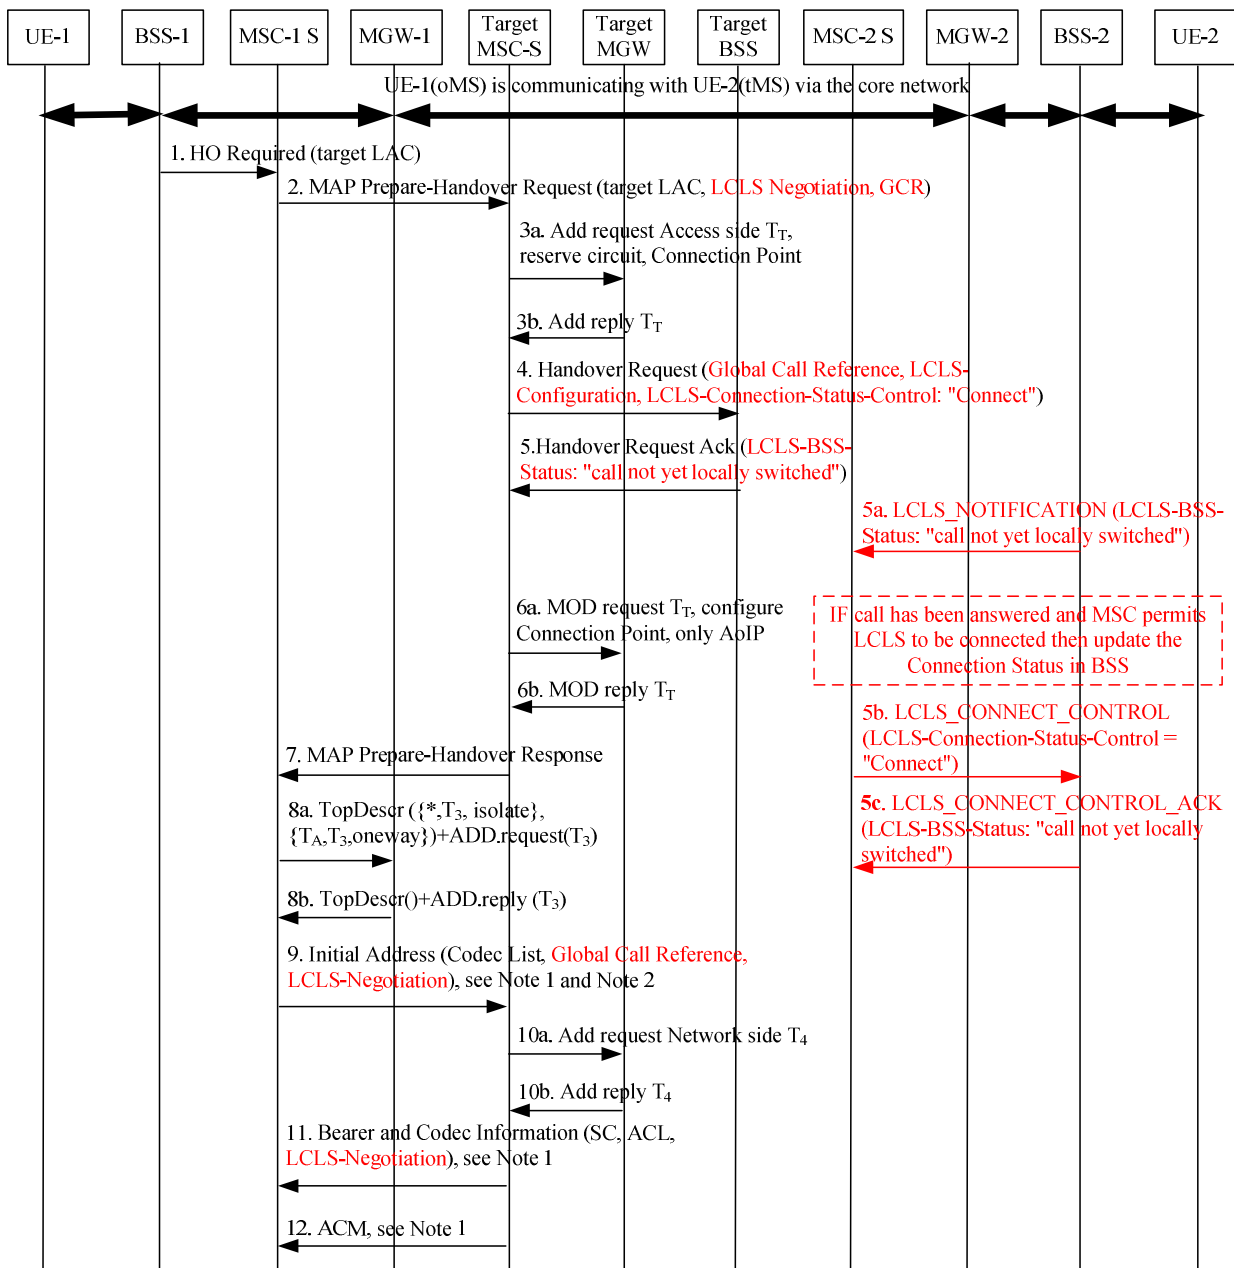 UE-1
BSS-1
MSC-1 S
MGW-1
Target
MSC-S
Target
MGW
Target
BSS
MSC-2 S
MGW-2
BSS-2
UE-2
UE-1(oMS) is communicating with UE-2(tMS) via the core network
1. HO Required (target LAC)
2. MAP Prepare-Handover Request (target LAC, LCLS Negotiation, GCR)
3a. Add request Access side TT,
reserve circuit, Connection Point
3b. Add reply TT
4. Handover Request (Global Call Reference, LCLS-
Configuration, LCLS-Connection-Status-Control: "Connect")
5.Handover Request Ack (LCLS-BSS-
Status: "call not yet locally switched")
5a. LCLS_NOTIFICATION (LCLS-BSS-
Status: "call not yet locally switched")
6a. MOD request TT, configure
Connection Point, only AoIP
IF call has been answered and MSC permits
LCLS to be connected then update the
Connection Status in BSS
6b. MOD reply TT
5b. LCLS_CONNECT_CONTROL
(LCLS-Connection-Status-Control =
"Connect")
7. MAP Prepare-Handover Response
5c. LCLS_CONNECT_CONTROL_ACK
(LCLS-BSS-Status: "call not yet locally
switched")
8a. TopDescr ({*,T3, isolate},
{TA,T3,oneway})+ADD.request(T3)
8b. TopDescr()+ADD.reply (T3)
9. Initial Address (Codec List, Global Call Reference,
LCLS-Negotiation), see Note 1 and Note 2
10a. Add request Network side T4
10b. Add reply T4
11. Bearer and Codec Information (SC, ACL,
LCLS-Negotiation), see Note 1
12. ACM, see Note 1